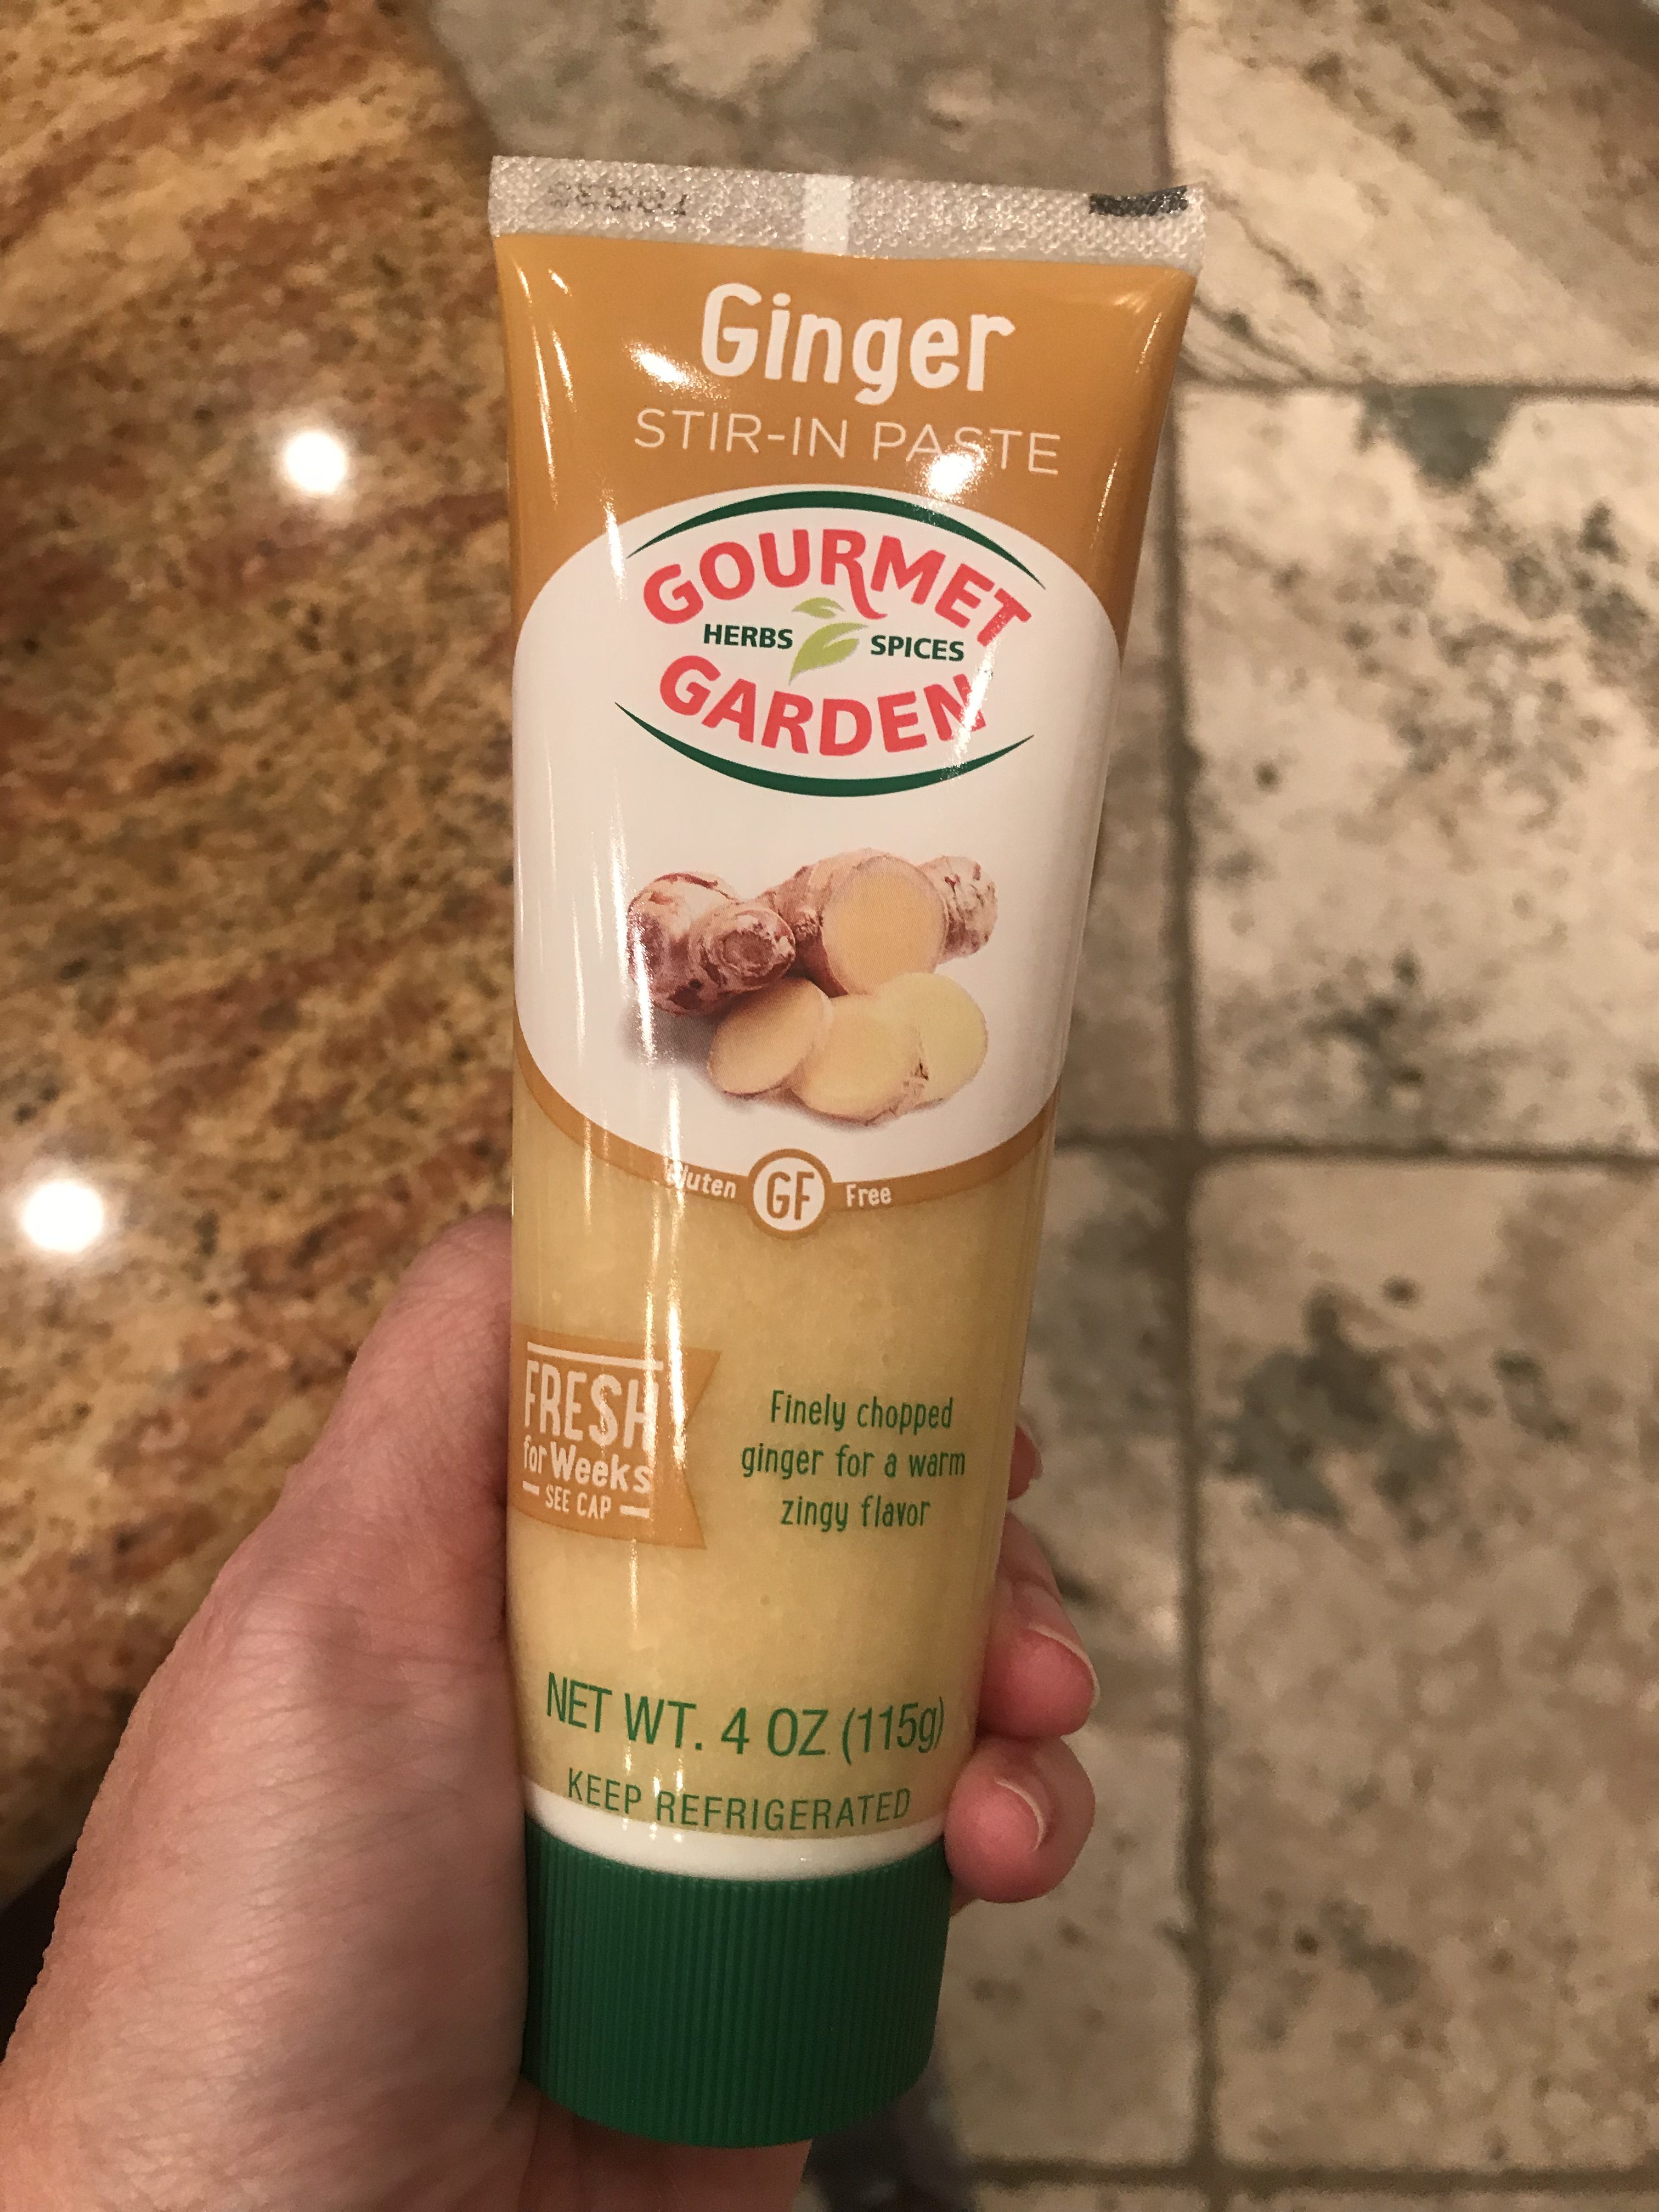 Ginger
STIR-IN PASTE
GOURMET
HERBS SPICES
GARDEN
Gluten GF Free
FRESH
for Weeks
SEE CAP
Finely chopped
ginger for a warm
zingy flavor
NET WT. 4 OZ (115g)
KEEP REFRIGERATED